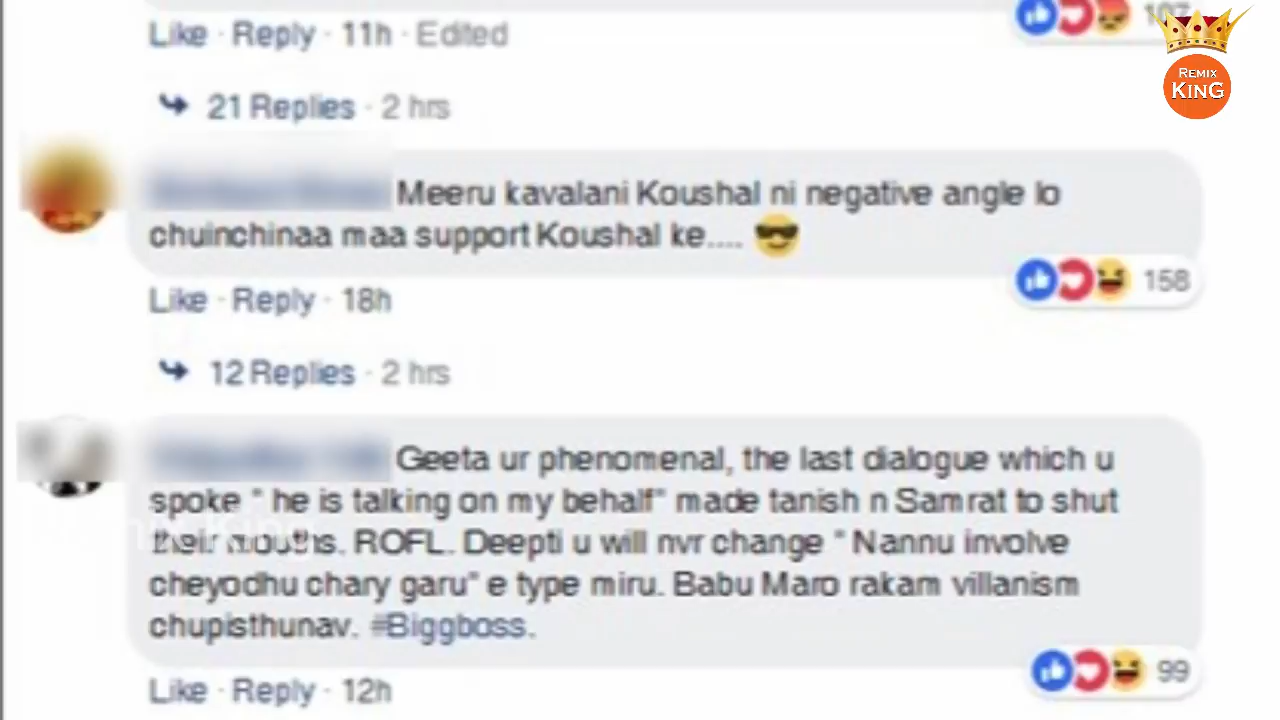 Like · Reply · 11h · Edited
REMIX
KING
21 Replies · 2 hrs
Meeru kavalani Koushal ni negative angle lo
chuinchinaa maa support Koushal ke.... 😎
158
Like · Reply · 18h
12 Replies · 2 hrs
Geeta ur phenomenal, the last dialogue which u
spoke " he is talking on my behalf" made tanish n Samrat to shut
their mouths. ROFL. Deepti u will nvr change " Nannu involve
cheyodhu chary garu" e type miru. Babu Maro rakam villanism
chupisthunav. #Biggboss.
99
Like · Reply · 12h